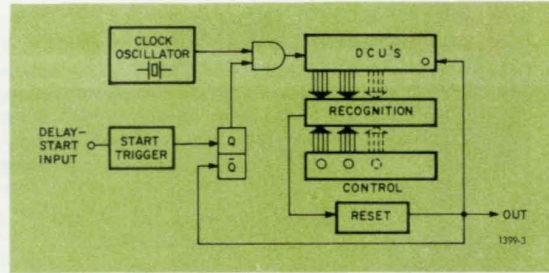 CLOCK
OSCILLATOR
DCU'S
O
RECOGNITION
DELAY-
START
INPUT
START
TRIGGER
Q
Q̅
CONTROL
RESET
OUT
1399-3